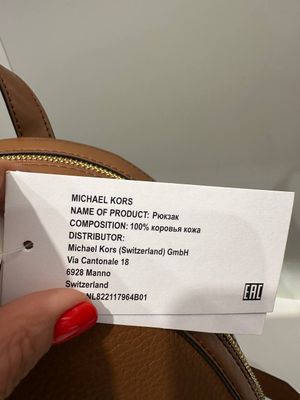 MICHAEL KORS
NAME OF PRODUCT: Рюкзак
COMPOSITION: 100% коровья кожа
DISTRIBUTOR:
Michael Kors (Switzerland) GmbH
Via Cantonale 18
6928 Manno
Switzerland
NL822117964B01
EAC